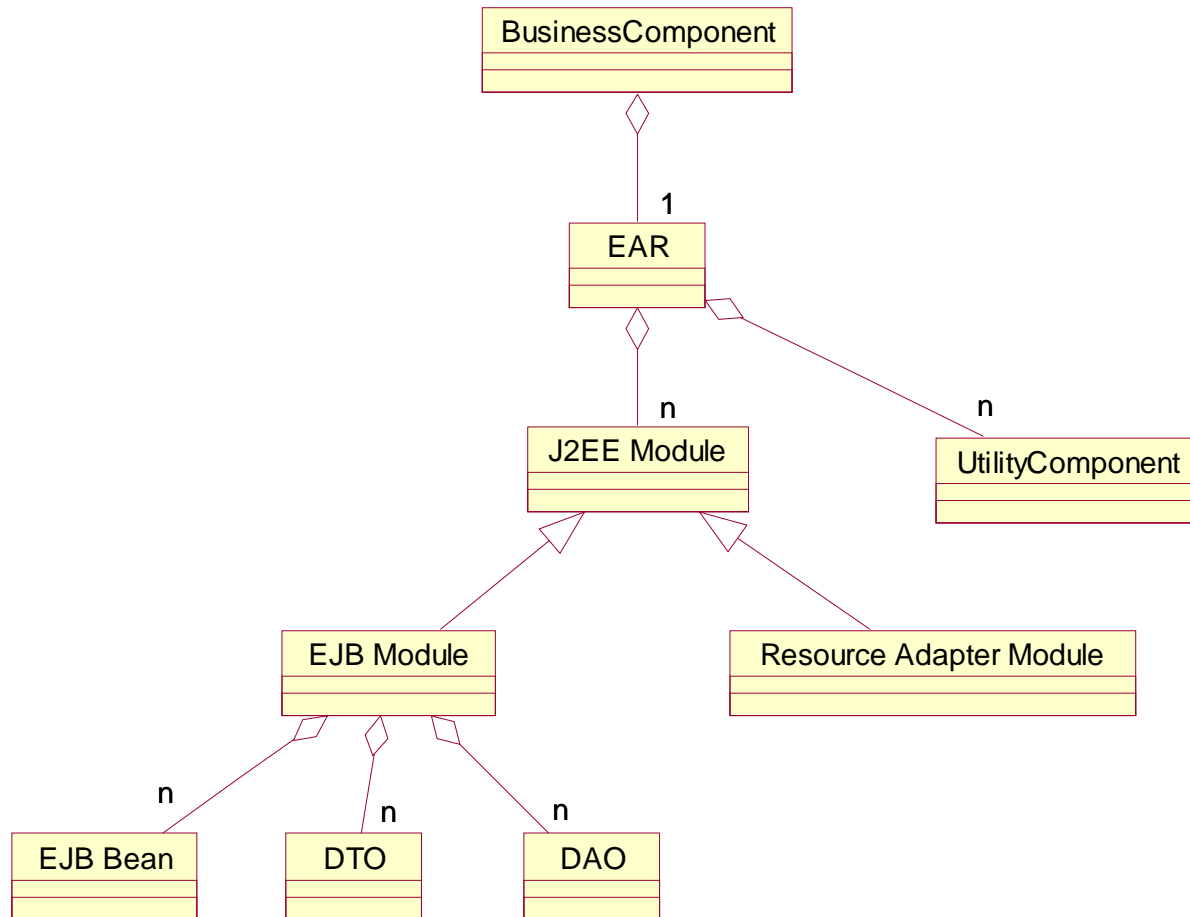 BusinessComponent
1
EAR
n
n
J2EE Module
UtilityComponent
EJB Module
Resource Adapter Module
n
n
n
EJB Bean
DTO
DAO